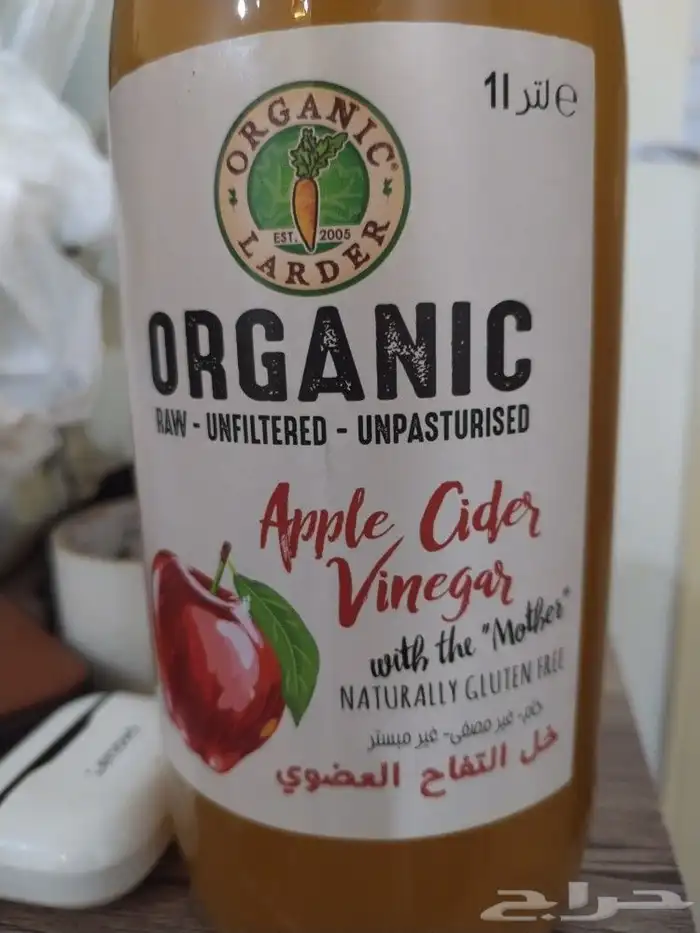 1l لتر ℮
ORGANIC®
EST. 2005
LARDER
ORGANIC
RAW - UNFILTERED - UNPASTURISED
Apple Cider
Vinegar
with the "Mother"
NATURALLY GLUTEN FREE
خام- غير مصفى- غير مبستر
خل التفاح العضوي
حراج